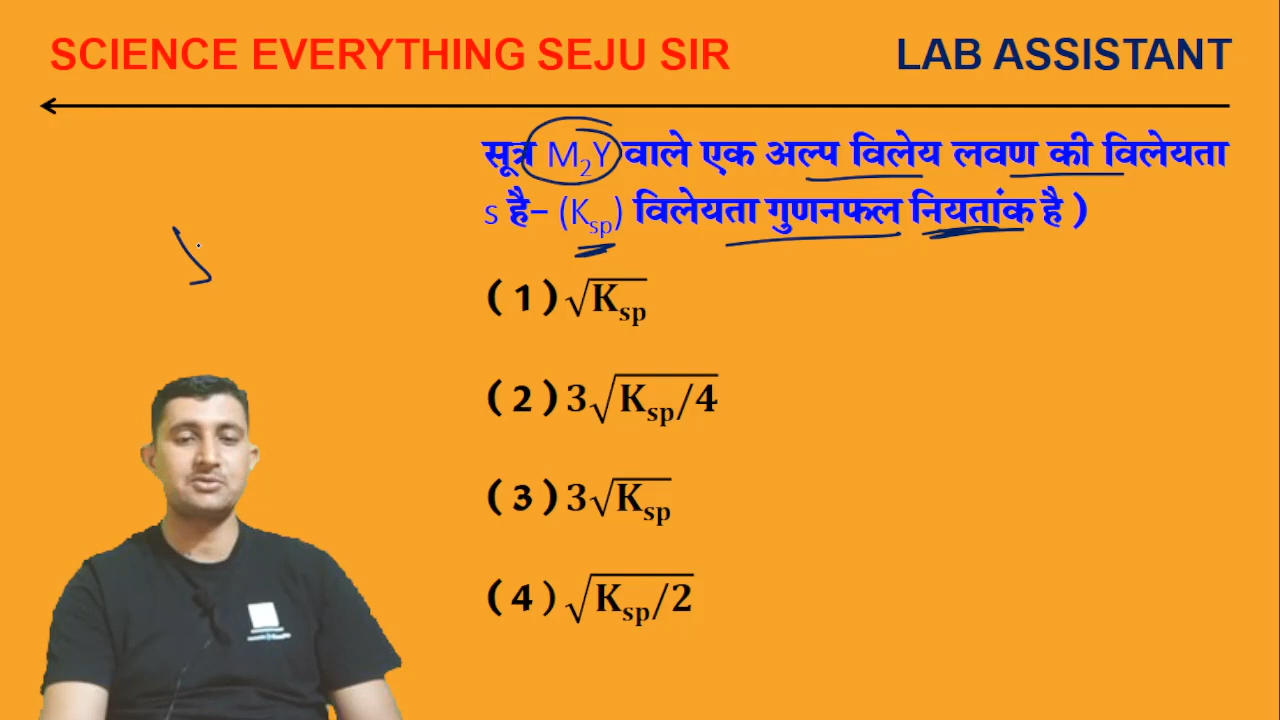 SCIENCE EVERYTHING SEJU SIR
LAB ASSISTANT
सूत्र M₂Y वाले एक अल्प विलेय लवण की विलेयता
s है– (Kₛₚ) विलेयता गुणनफल नियतांक है )
(1) √Kₛₚ
(2) 3√Kₛₚ/4
(3) 3√Kₛₚ
(4) √Kₛₚ/2